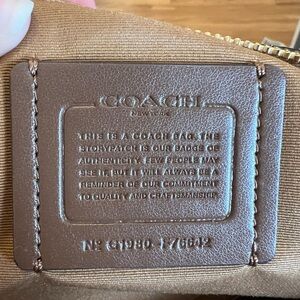 COACH
NEW YORK
THIS IS A COACH BAG. THE
STORYPATCH IS OUR BADGE OF
AUTHENTICITY. FEW PEOPLE MAY
SEE IT, BUT IT WILL ALWAYS BE A
REMINDER OF OUR COMMITMENT
TO QUALITY AND CRAFTSMANSHIP.
Nº G1980-F76642